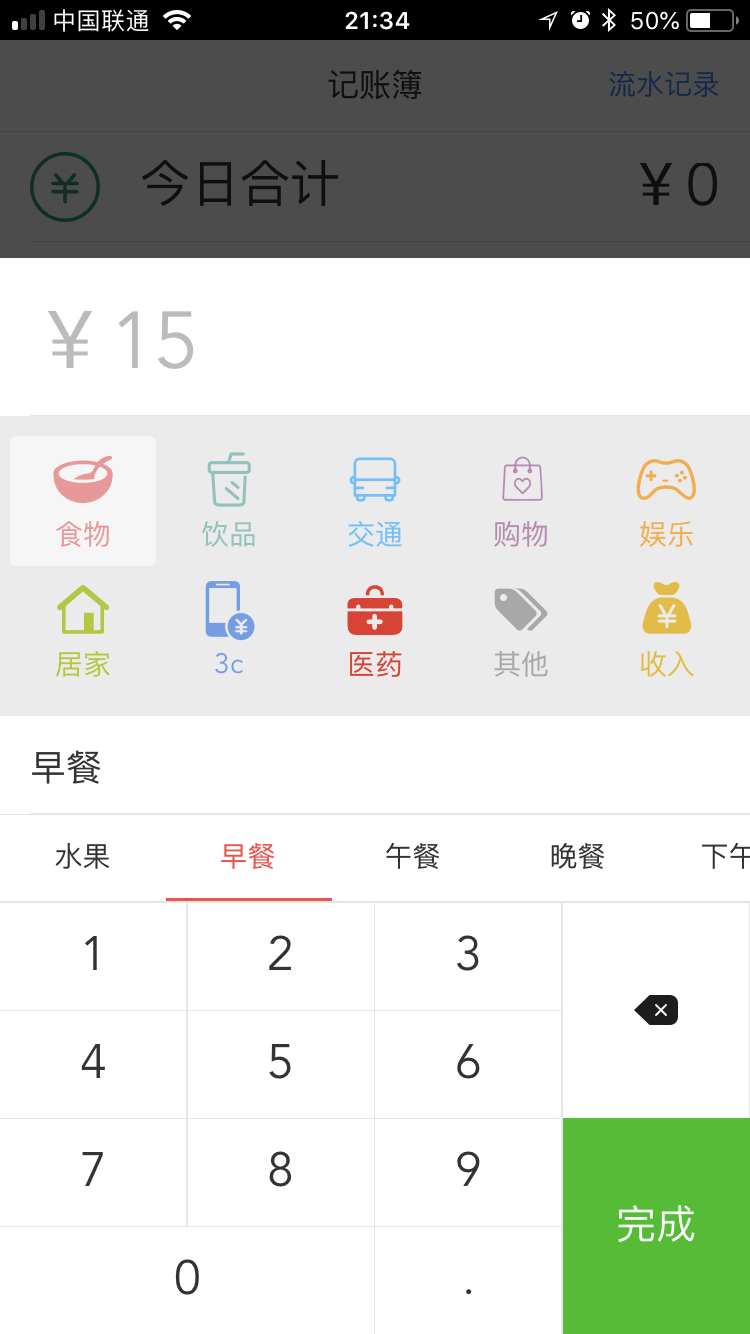 中国联通 21:34 50%
记账簿 流水记录
¥ 今日合计 ¥0
¥15
食物 饮品 交通 购物 娱乐
居家 3c 医药 其他 收入
早餐
水果 早餐 午餐 晚餐 下午
1 2 3
4 5 6
7 8 9 完成
0 .